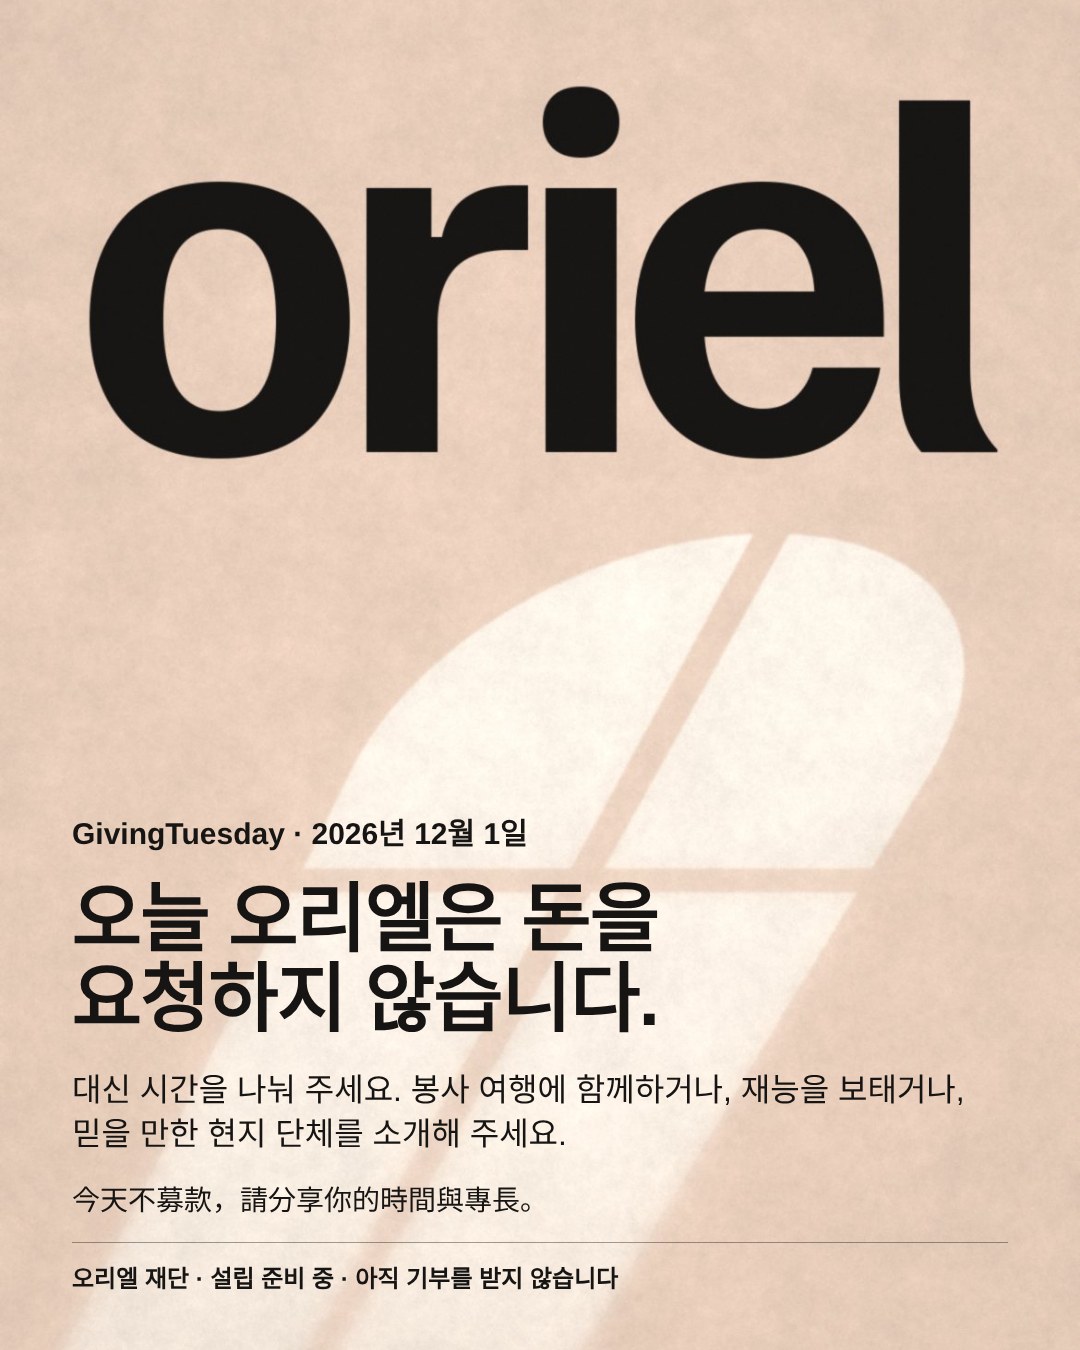 oriel
GivingTuesday · 2026년 12월 1일
오늘 오리엘은 돈을
요청하지 않습니다.
대신 시간을 나눠 주세요. 봉사 여행에 함께하거나, 재능을 보태거나,
믿을 만한 현지 단체를 소개해 주세요.
今天不募款，請分享你的時間與專長。
오리엘 재단 · 설립 준비 중 · 아직 기부를 받지 않습니다